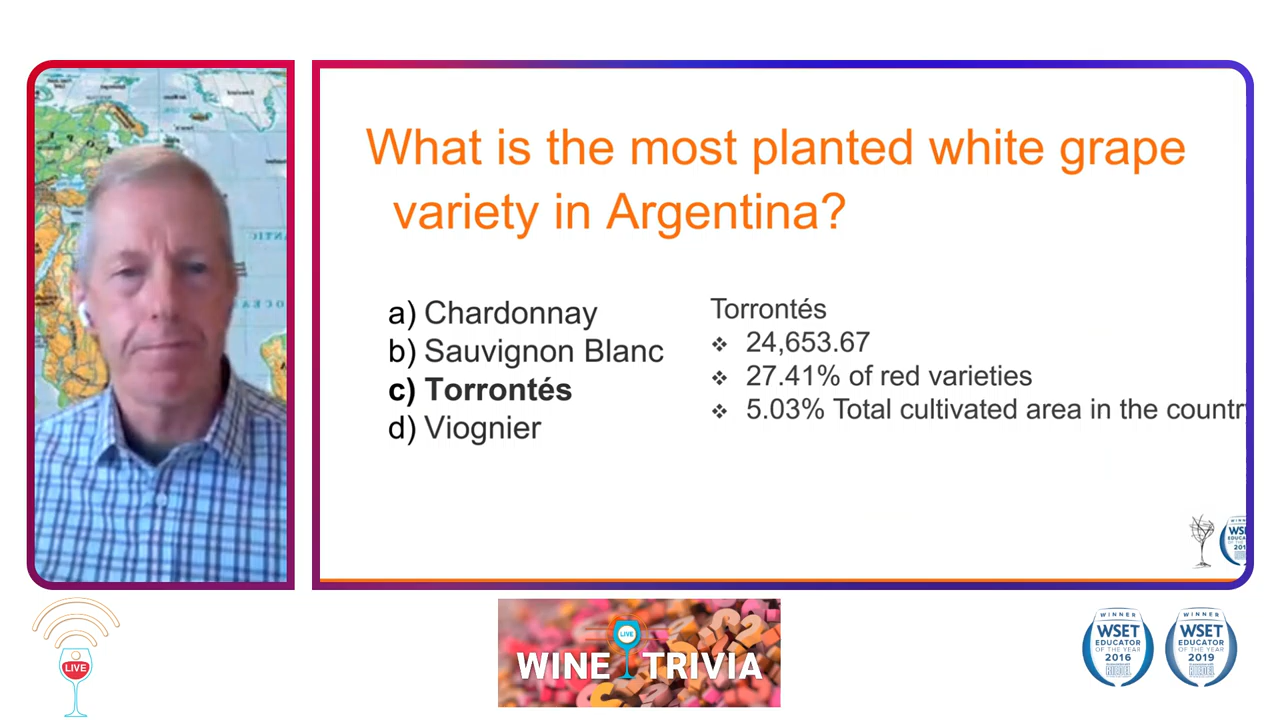 What is the most planted white grape
variety in Argentina?
a) Chardonnay
b) Sauvignon Blanc
c) Torrontés
d) Viognier
Torrontés
❖ 24,653.67
❖ 27.41% of red varieties
❖ 5.03% Total cultivated area in the countr
LIVE
WINE LIVE TRIVIA
WINNER
WSET
EDUCATOR
OF THE YEAR
2016
WINNER
WSET
EDUCATOR
OF THE YEAR
2019